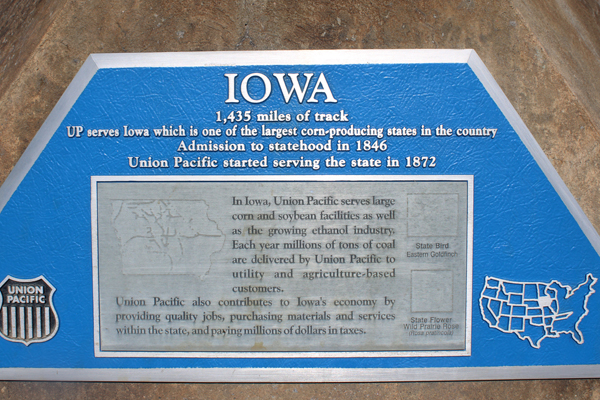 IOWA
1,435 miles of track
UP serves Iowa which is one of the largest corn-producing states in the country
Admission to statehood in 1846
Union Pacific started serving the state in 1872
In Iowa, Union Pacific serves large
corn and soybean facilities as well
as the growing ethanol industry.
Each year millions of tons of coal
are delivered by Union Pacific to
utility and agriculture-based
customers.
Union Pacific also contributes to Iowa's economy by
providing quality jobs, purchasing materials and services
within the state, and paying millions of dollars in taxes.
State Bird
Eastern Goldfinch
State Flower
Wild Prairie Rose
UNION
PACIFIC